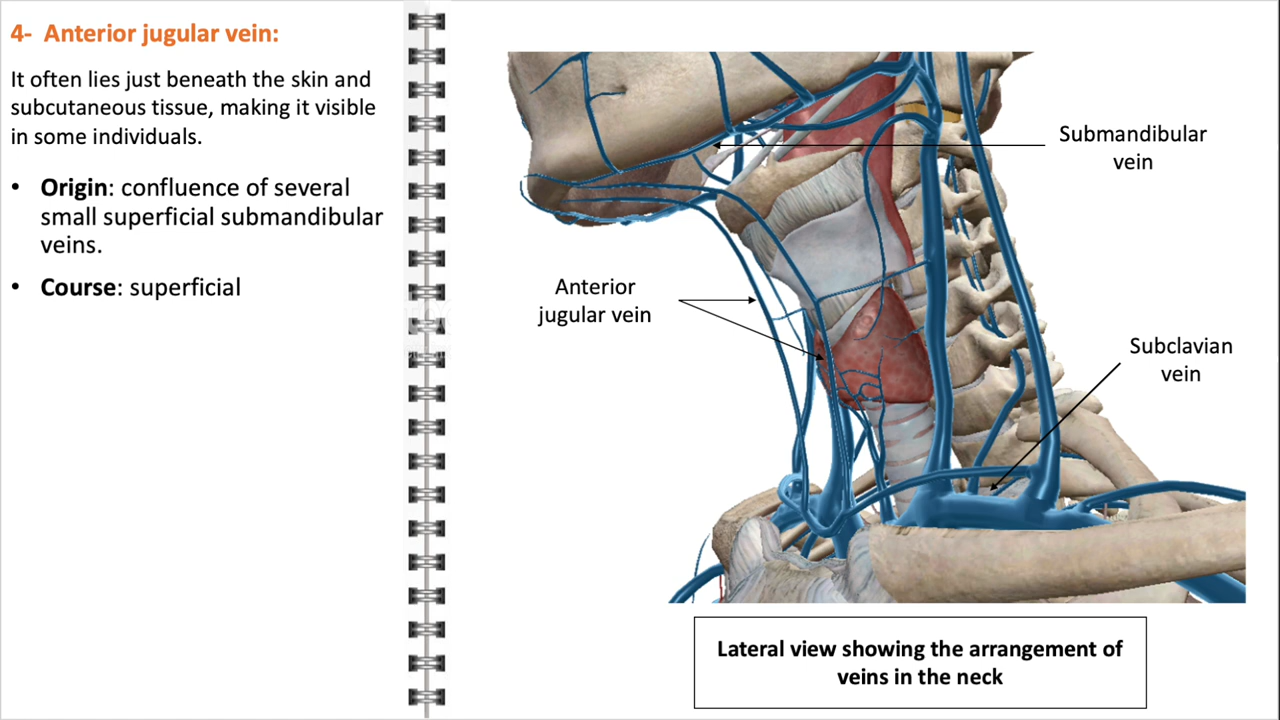 4- Anterior jugular vein:
It often lies just beneath the skin and
subcutaneous tissue, making it visible
in some individuals.
• Origin: confluence of several
small superficial submandibular
veins.
• Course: superficial
Submandibular
vein
Anterior
jugular vein
Subclavian
vein
Lateral view showing the arrangement of
veins in the neck